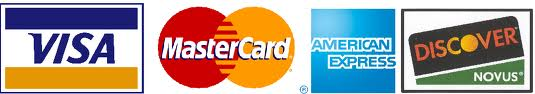 VISA
MasterCard
AMERICAN
EXPRESS
®
DISCOVER
NOVUS®